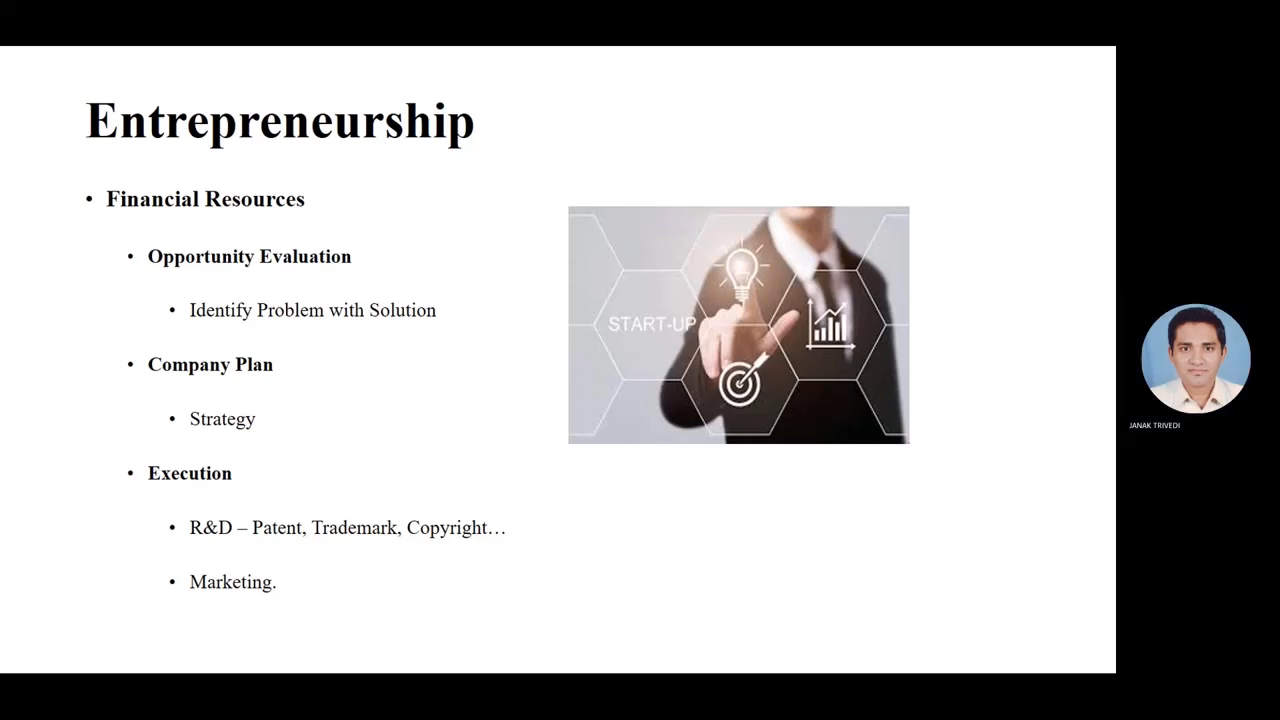 Entrepreneurship
• Financial Resources
• Opportunity Evaluation
• Identify Problem with Solution
• Company Plan
• Strategy
• Execution
• R&D – Patent, Trademark, Copyright…
• Marketing.
START-UP
JANAK TRIVEDI